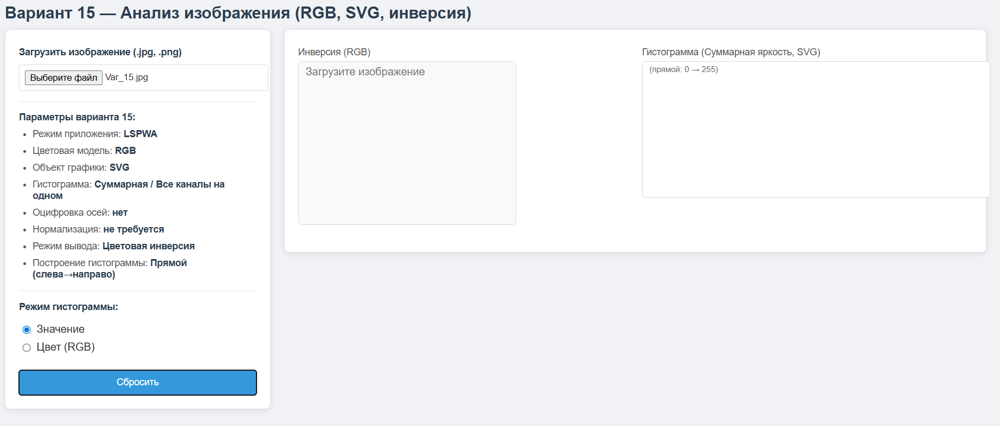 Вариант 15 — Анализ изображения (RGB, SVG, инверсия)
Загрузить изображение (.jpg, .png)
Выберите файл Var_15.jpg
Параметры варианта 15:
Режим приложения: LSPWA
Цветовая модель: RGB
Объект графики: SVG
Гистограмма: Суммарная / Все каналы на
одном
Оцифровка осей: нет
Нормализация: не требуется
Режим вывода: Цветовая инверсия
Построение гистограммы: Прямой
(слева→направо)
Режим гистограммы:
Значение
Цвет (RGB)
Сбросить
Инверсия (RGB)
Загрузите изображение
Гистограмма (Суммарная яркость, SVG)
(прямой: 0 → 255)